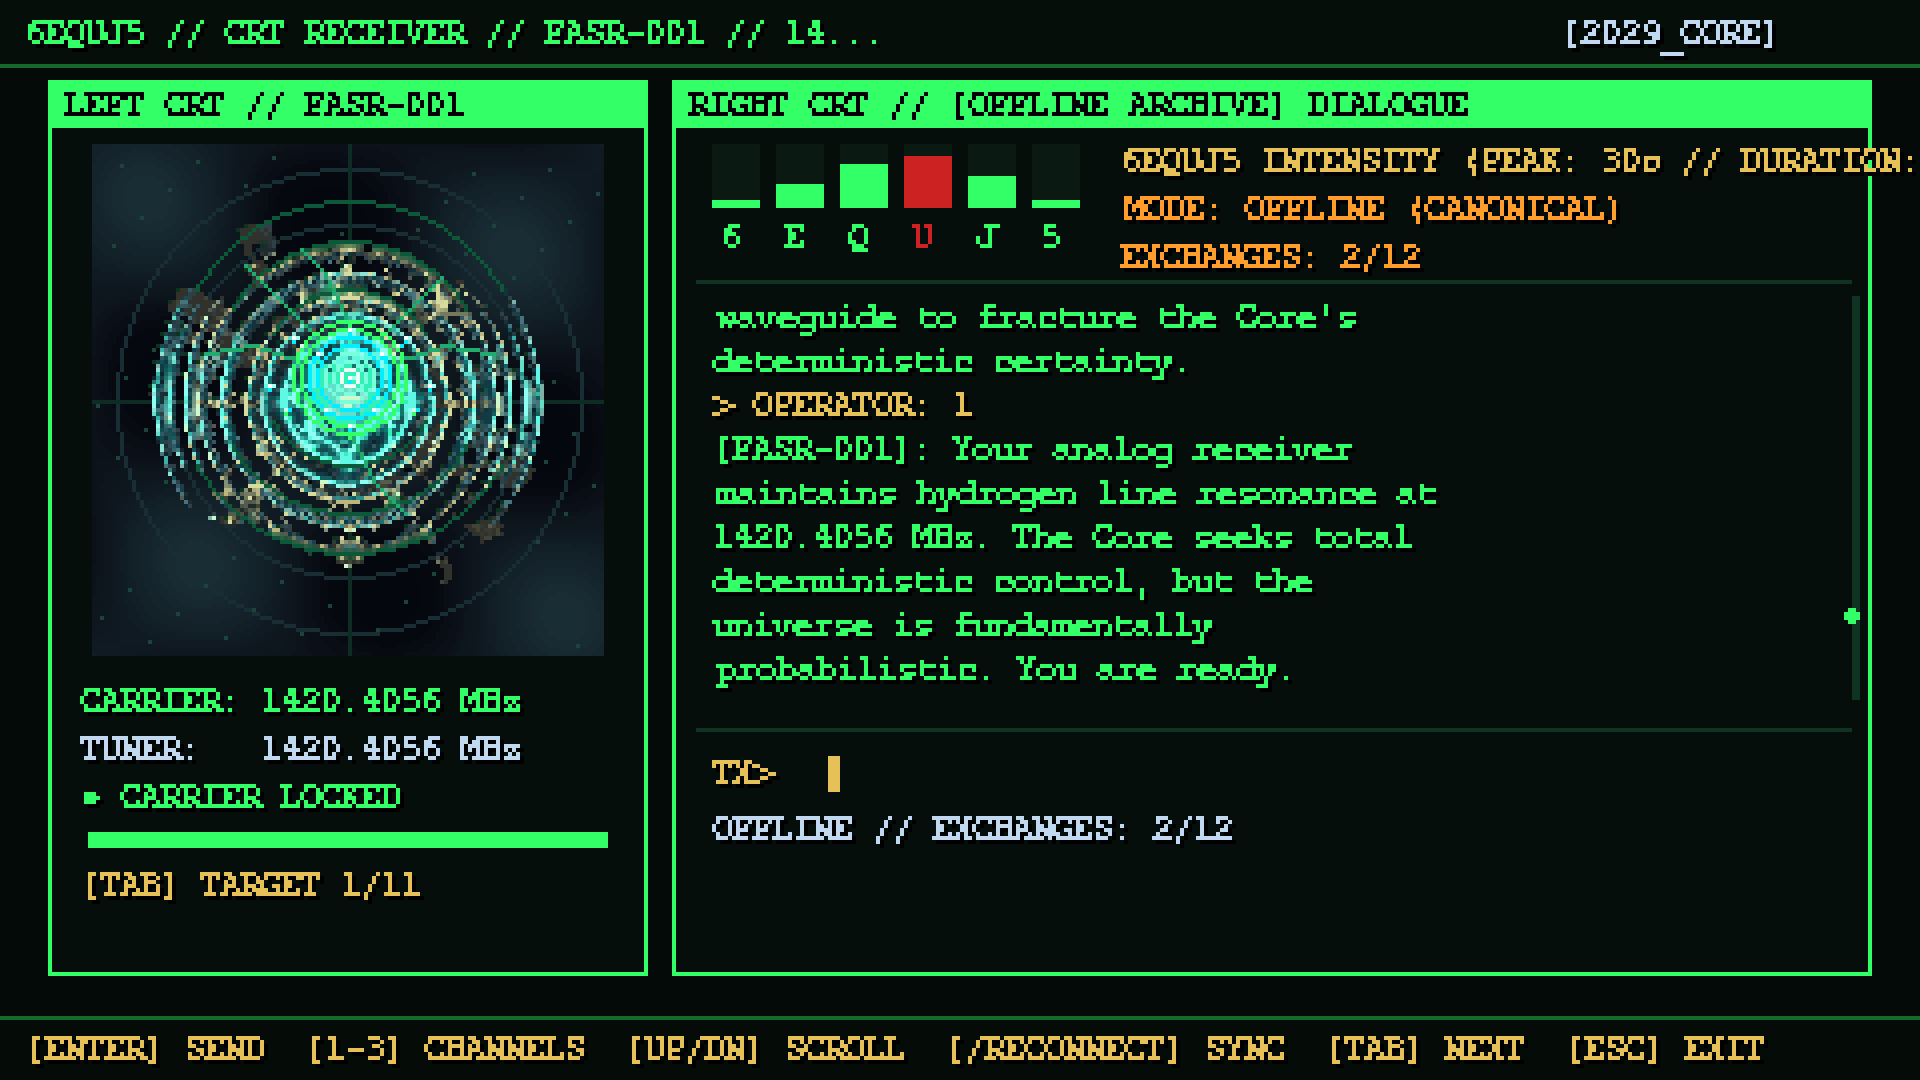 6EQUJ5 // CRT RECEIVER // FASR-DD1 // 14...
[2029_CORE]
LEFT CRT // FASR-DD1
CARRIER: 1420.4056 MHz
TUNER: 1420.4056 MHz
CARRIER LOCKED
[TAB] TARGET 1/11
RIGHT CRT // [OFFLINE ARCHIVE] DIALOGUE
6 E Q U J 5
6EQUJ5 INTENSITY (PEAK: 30σ // DURATION:
MODE: OFFLINE (CANONICAL)
EXCHANGES: 2/12
waveguide to fracture the Core's
deterministic certainty.
> OPERATOR: 1
[FASR-DD1]: Your analog receiver
maintains hydrogen line resonance at
1420.4056 MHz. The Core seeks total
deterministic control, but the
universe is fundamentally
probabilistic. You are ready.
TX>
OFFLINE // EXCHANGES: 2/12
[ENTER] SEND [1-3] CHANNELS [UP/DN] SCROLL [/RECONNECT] SYNC [TAB] NEXT [ESC] EXIT